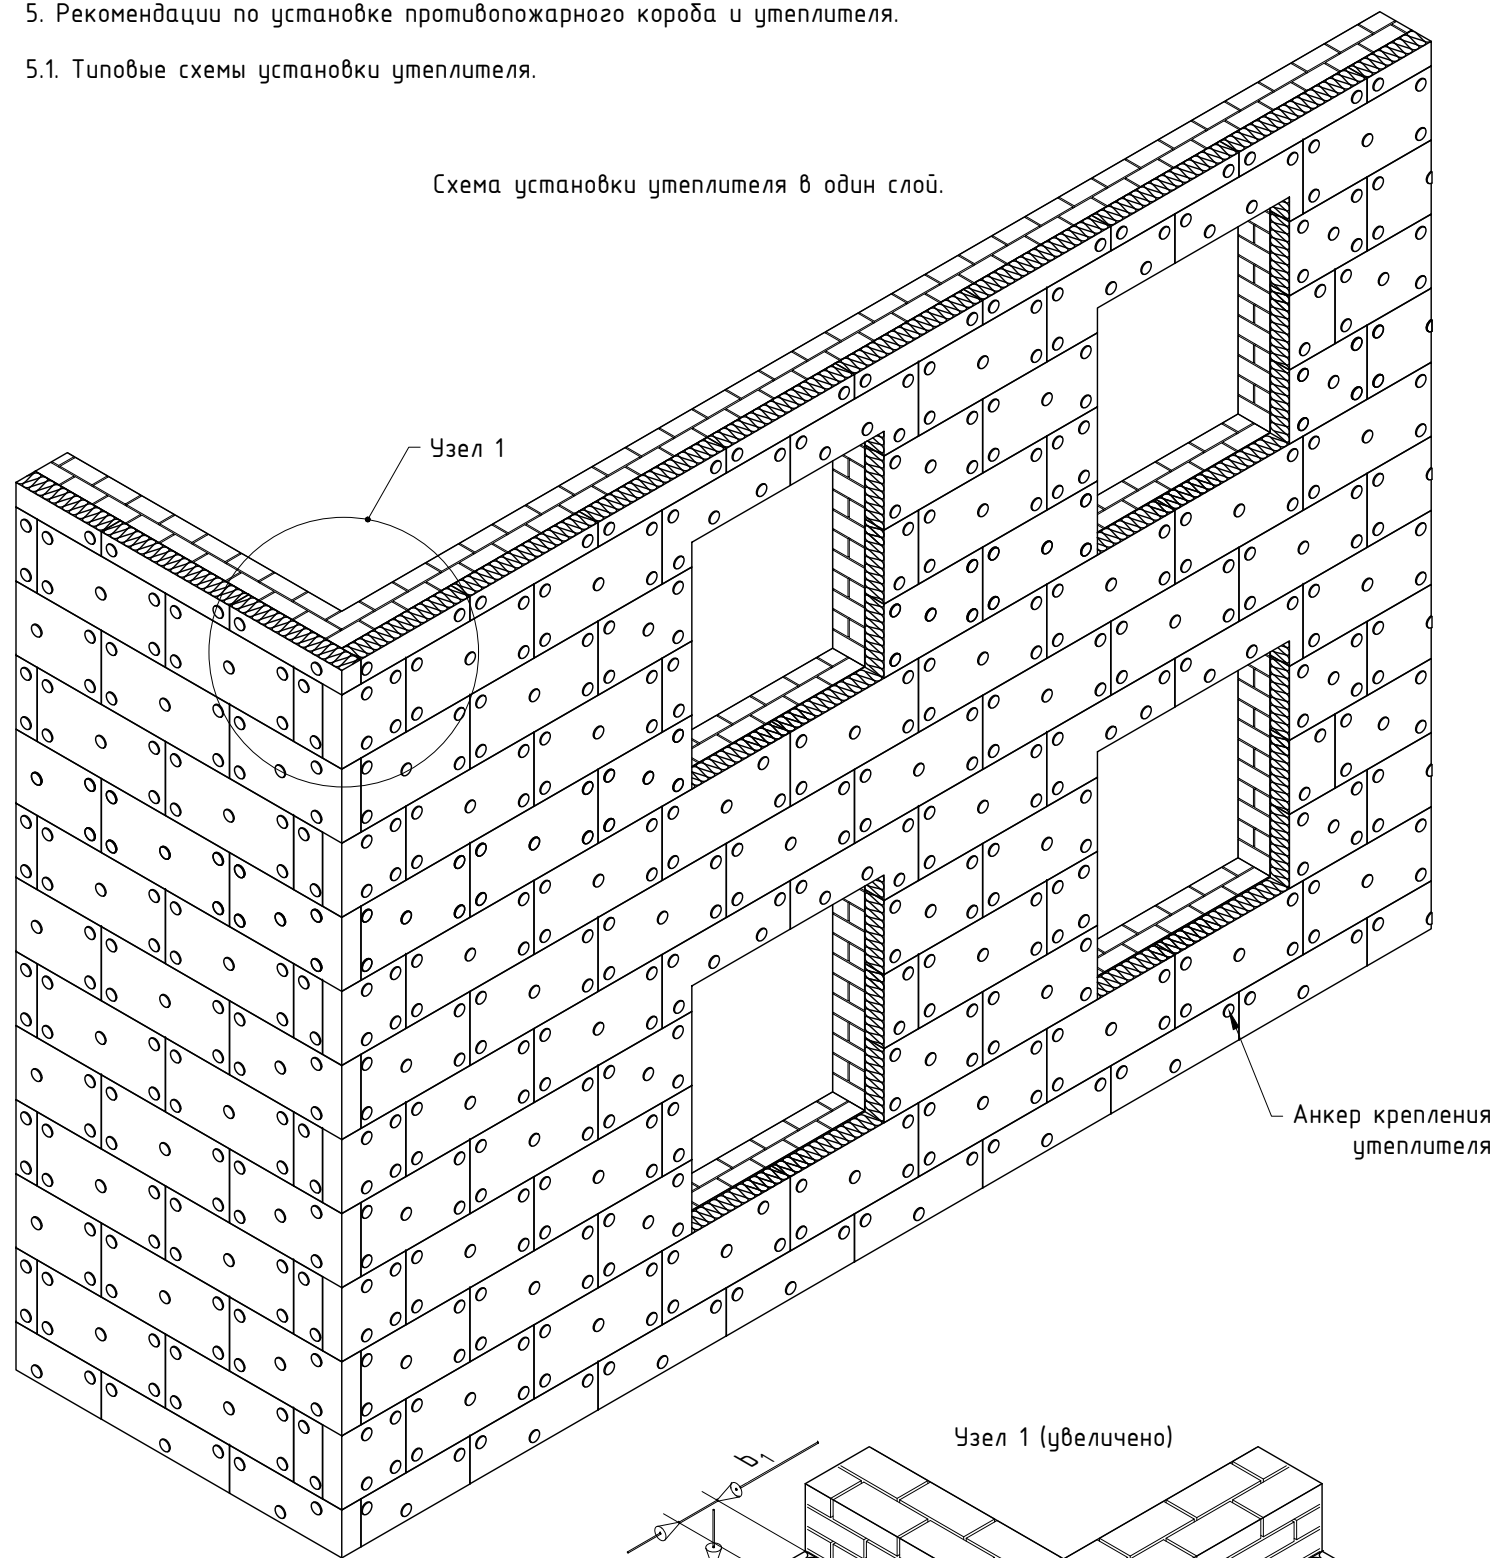 5. Рекомендации по установке противопожарного короба и утеплителя.
5.1. Типовые схемы установки утеплителя.
Схема установки утеплителя в один слой.
Узел 1
Анкер крепления
утеплителя
Узел 1 (увеличено)
b1